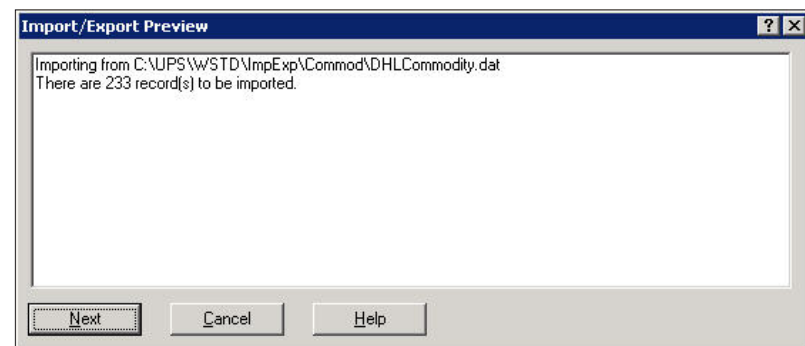 Import/Export Preview
Importing from C:\UPS\WSTD\ImpExp\Commod\DHLCommodity.dat
There are 233 record(s) to be imported.
Next Cancel Help